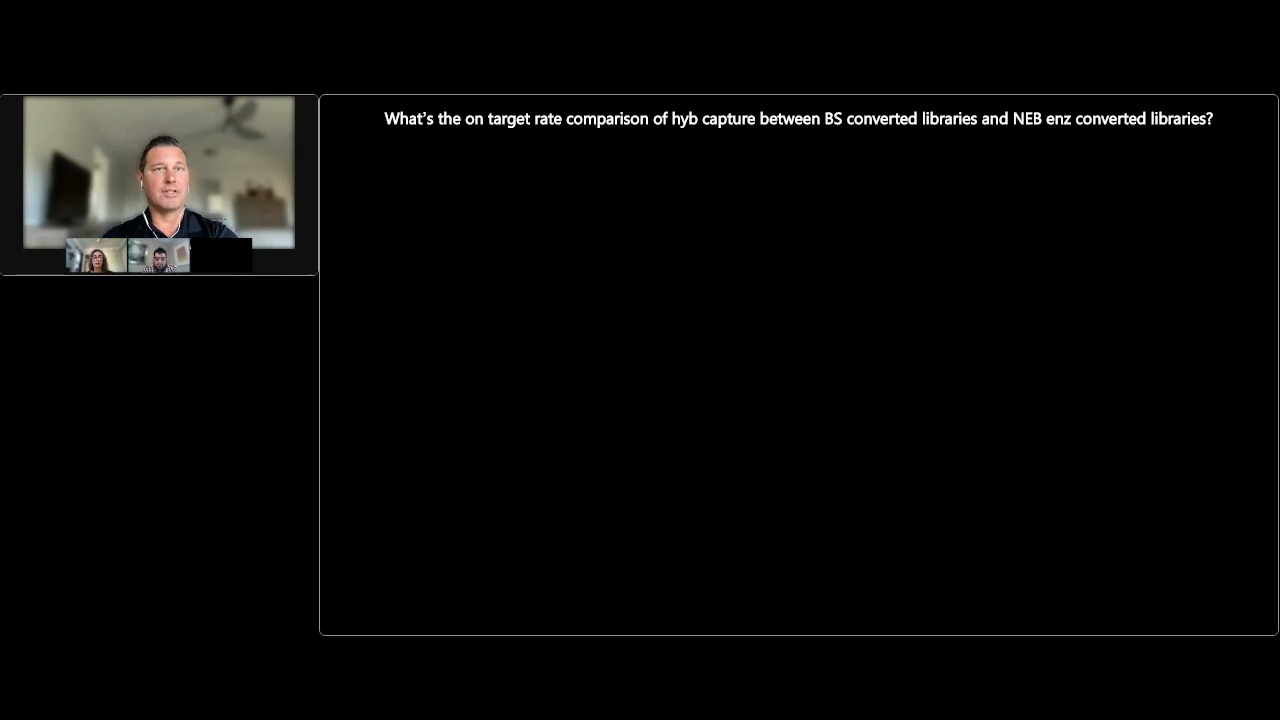 What's the on target rate comparison of hyb capture between BS converted libraries and NEB enz converted libraries?